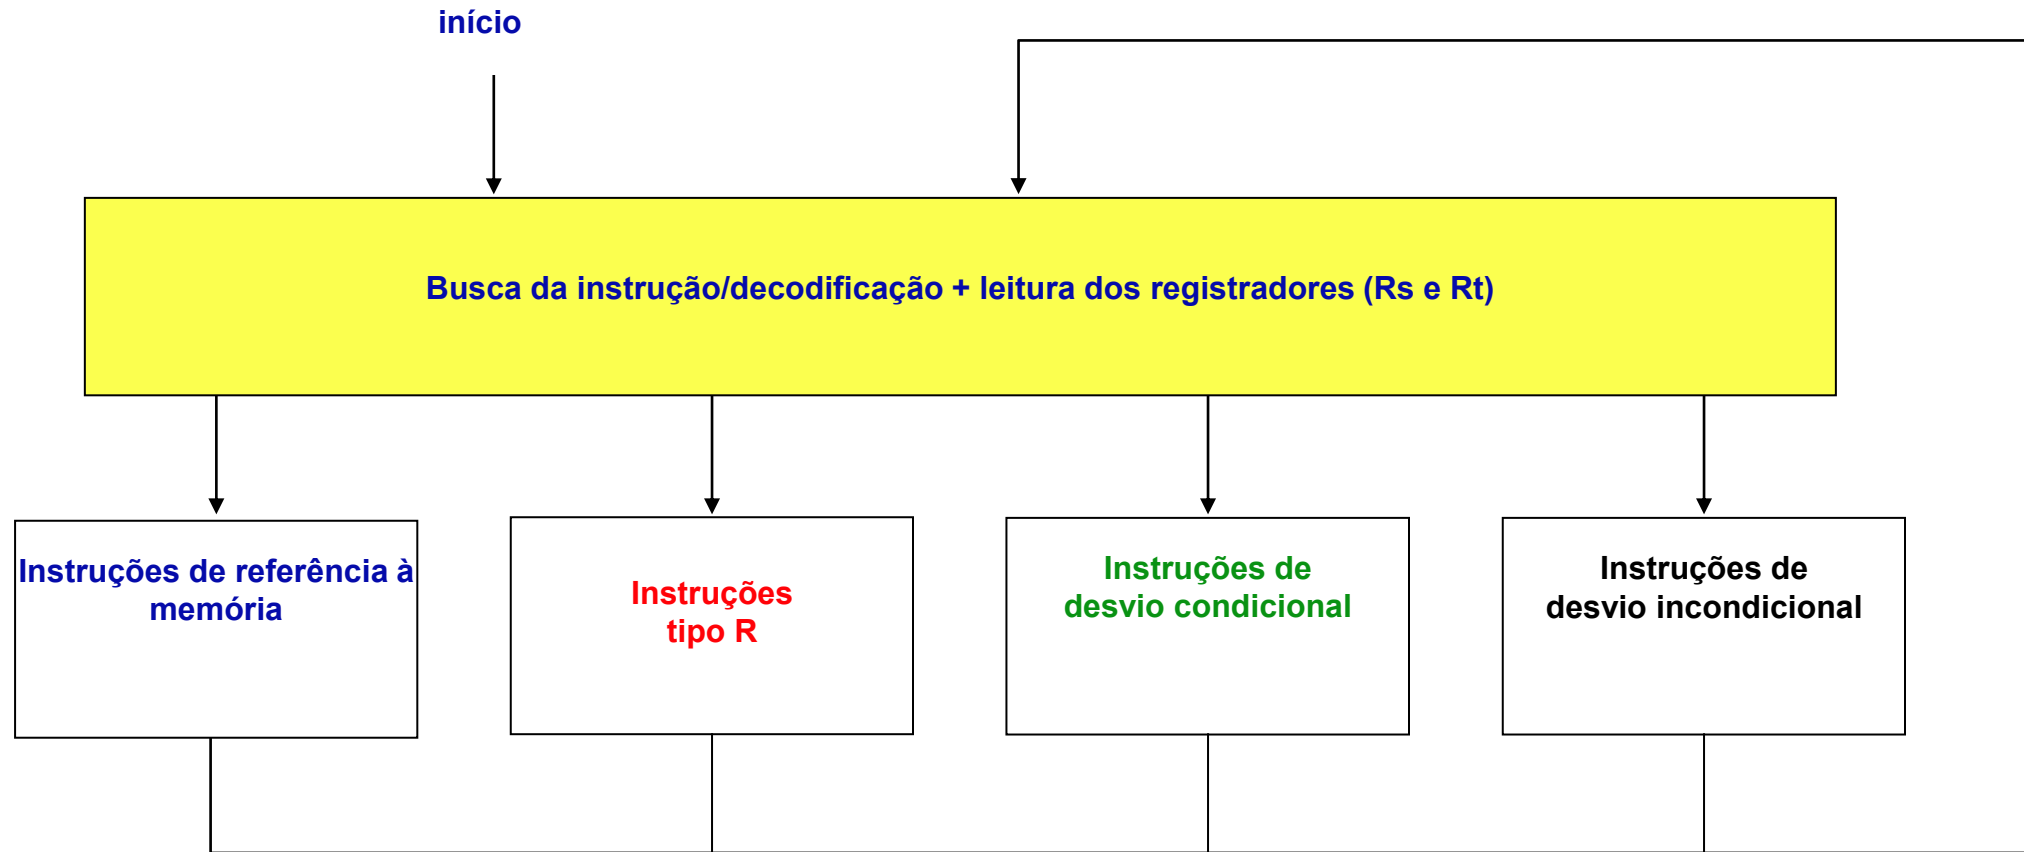 início
Busca da instrução/decodificação + leitura dos registradores (Rs e Rt)
Instruções de referência à
memória
Instruções
tipo R
Instruções de
desvio condicional
Instruções de
desvio incondicional